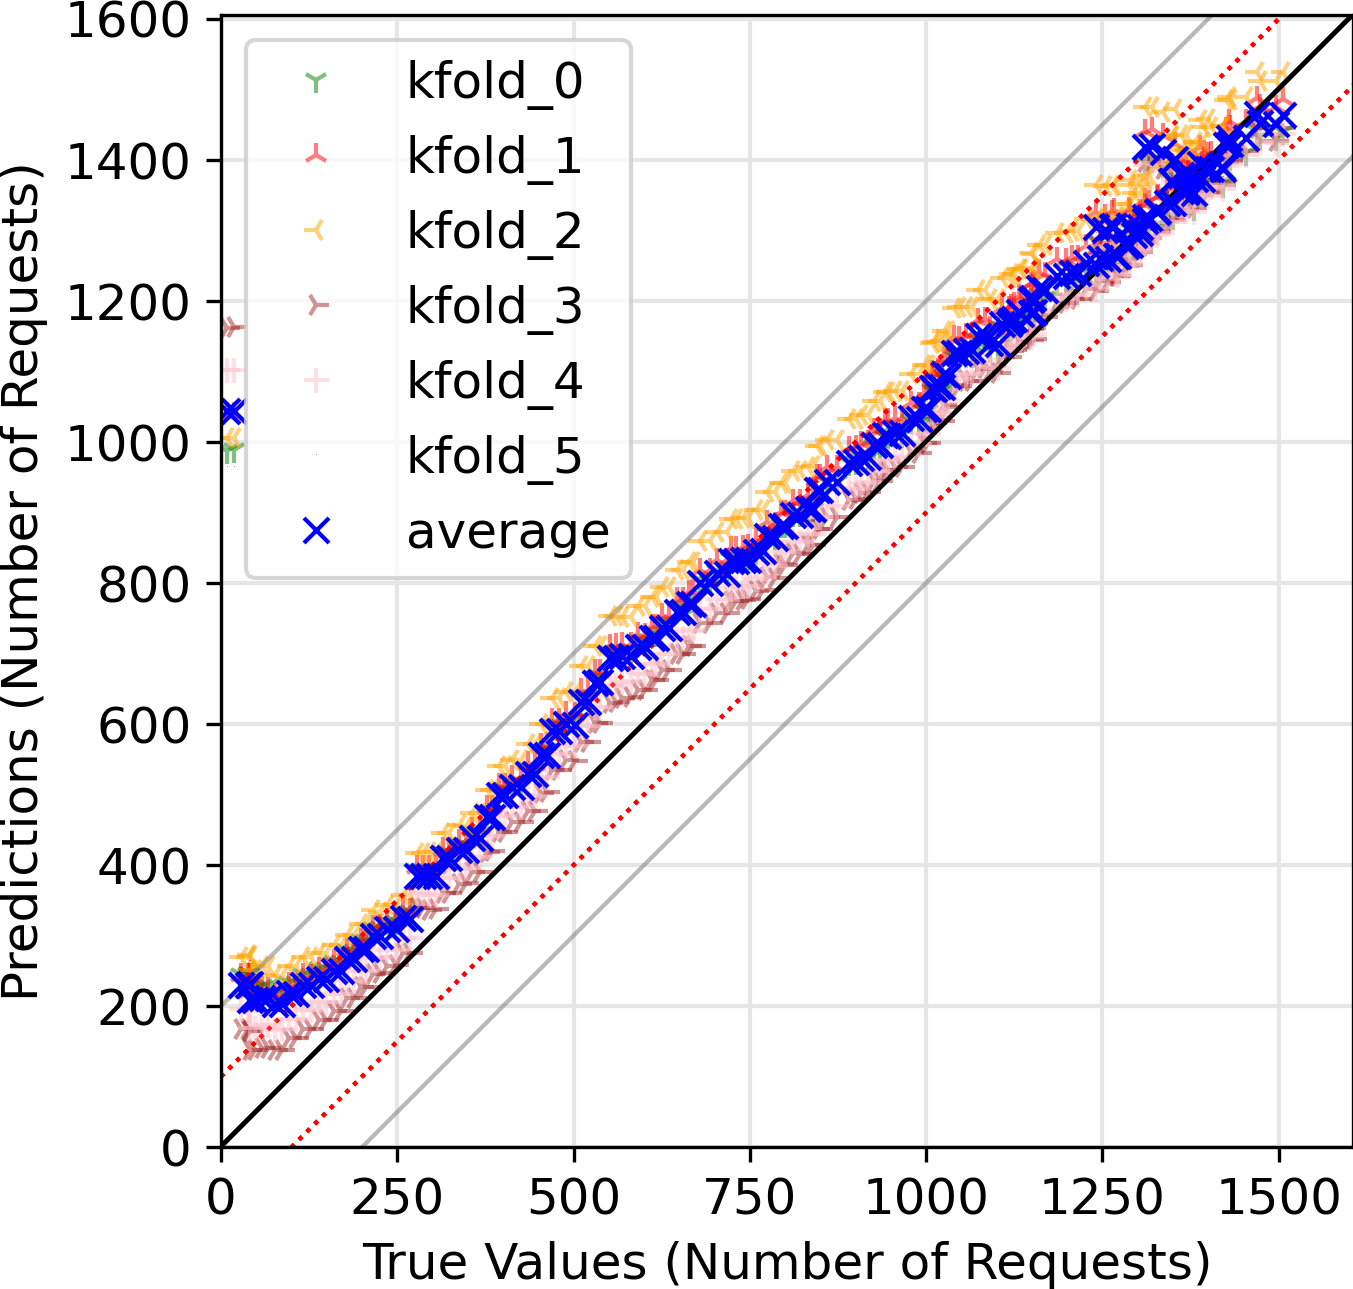 Predictions (Number of Requests)
1600
1400
1200
1000
800
600
400
200
0
kfold_0
kfold_1
kfold_2
kfold_3
kfold_4
kfold_5
average
0 250 500 750 1000 1250 1500
True Values (Number of Requests)